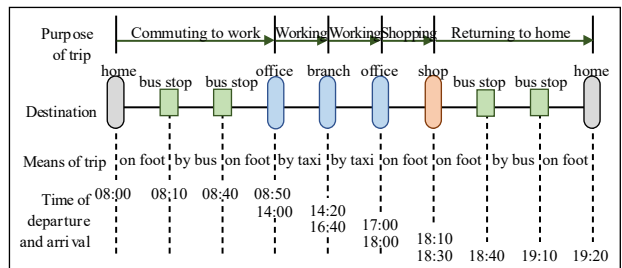 Purpose of trip
Commuting to work Working Working Shopping Returning to home
home bus stop bus stop office branch office shop bus stop bus stop home
Destination
Means of trip on foot by bus on foot by taxi by taxi on foot on foot by bus on foot
Time of departure and arrival
08:00 08:10 08:40 08:50 14:00 14:20 16:40 17:00 18:00 18:10 18:30 18:40 19:10 19:20